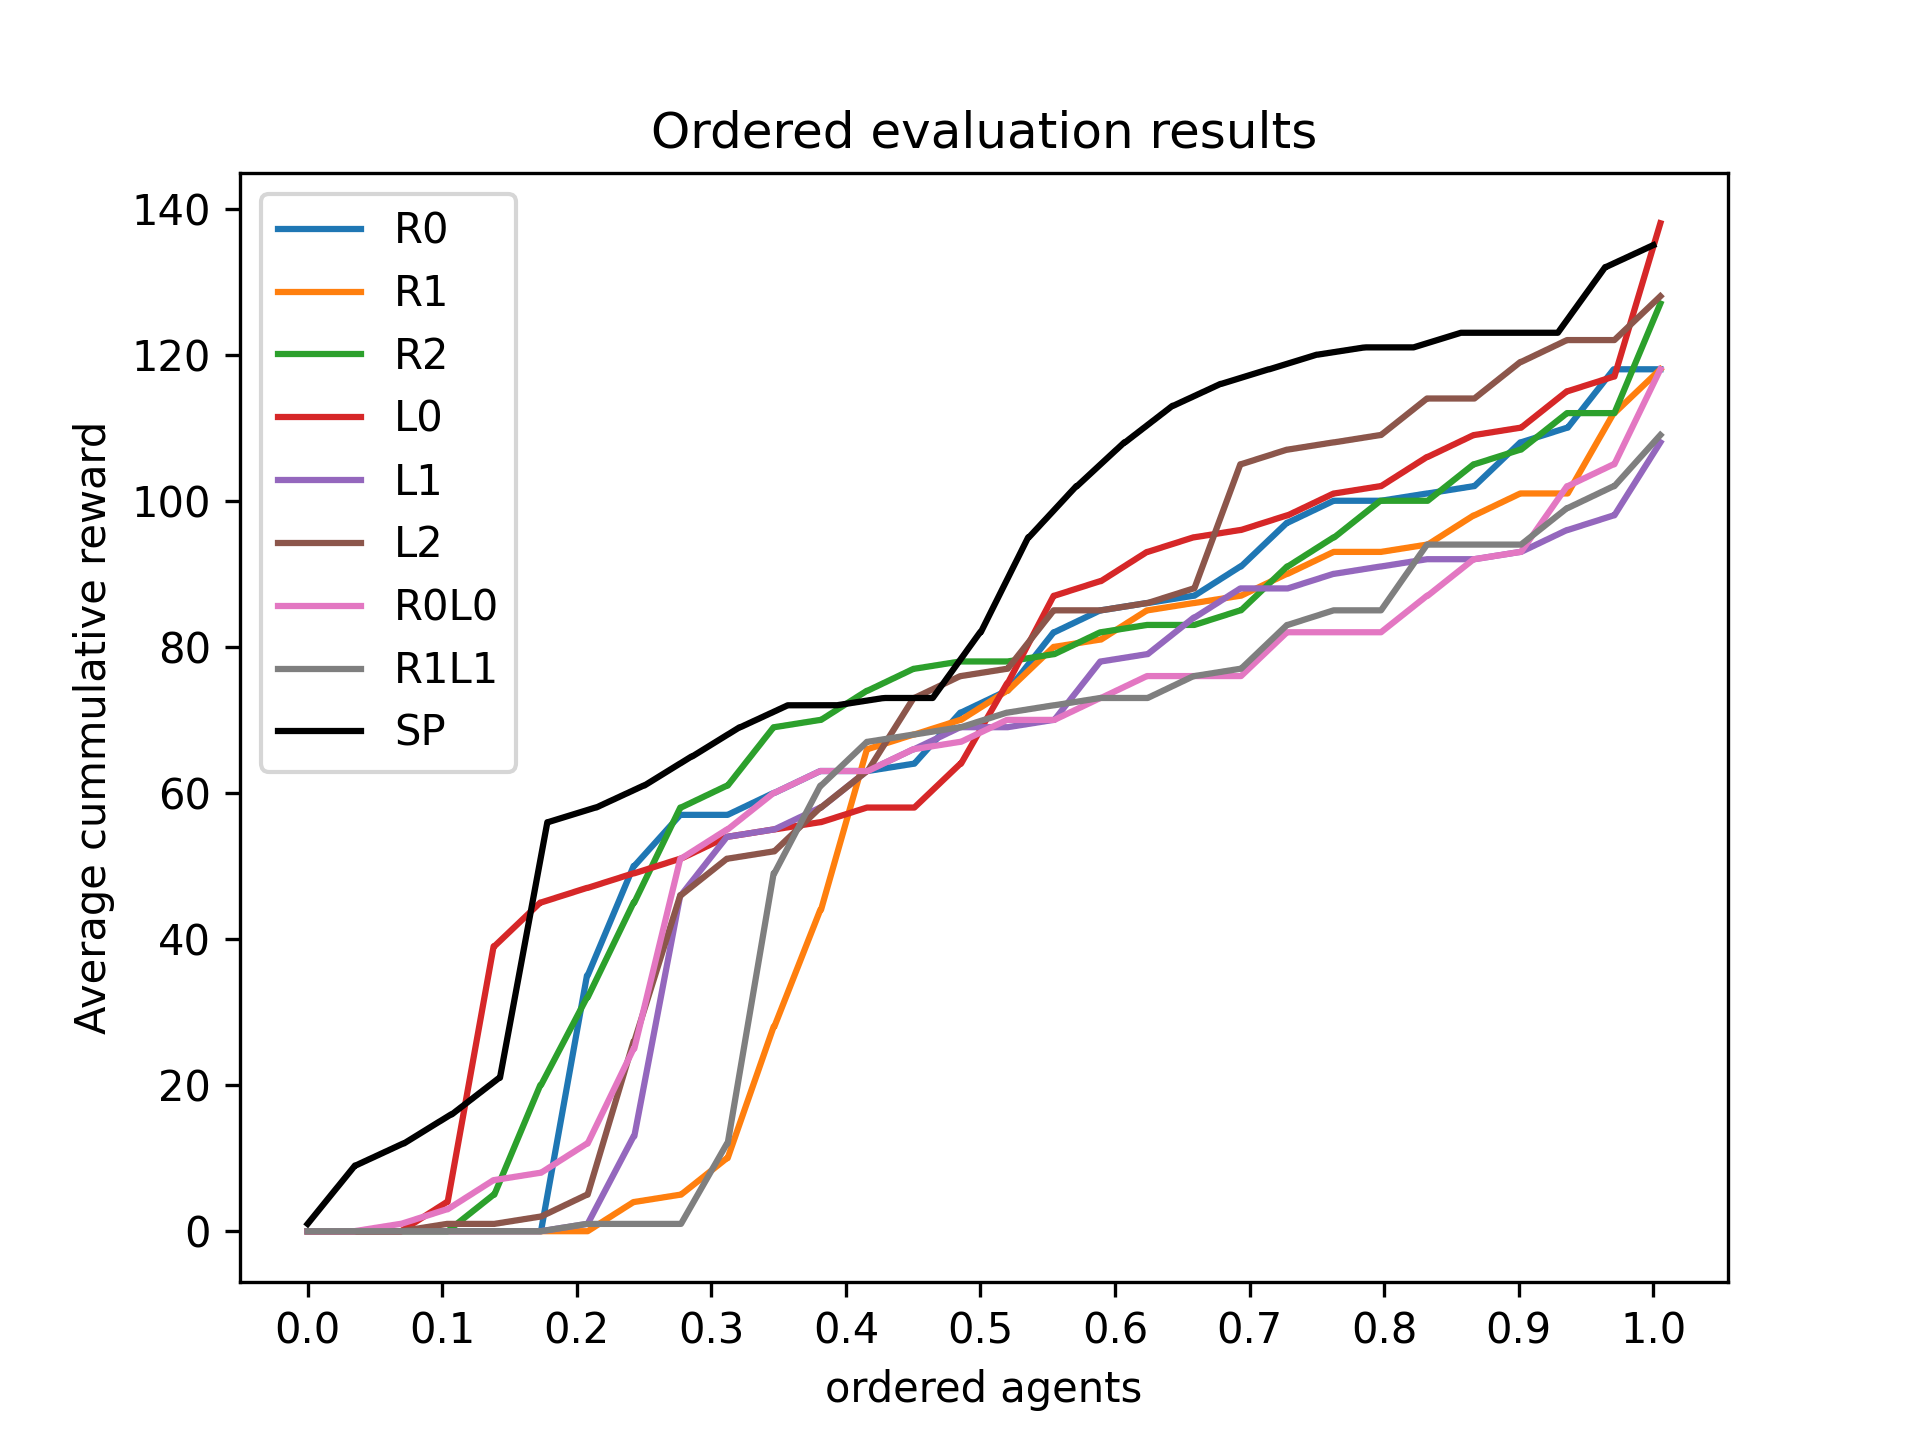 Ordered evaluation results
Average cummulative reward
140
120
100
80
60
40
20
0
R0
R1
R2
L0
L1
L2
R0L0
R1L1
SP
0.0 0.1 0.2 0.3 0.4 0.5 0.6 0.7 0.8 0.9 1.0
ordered agents